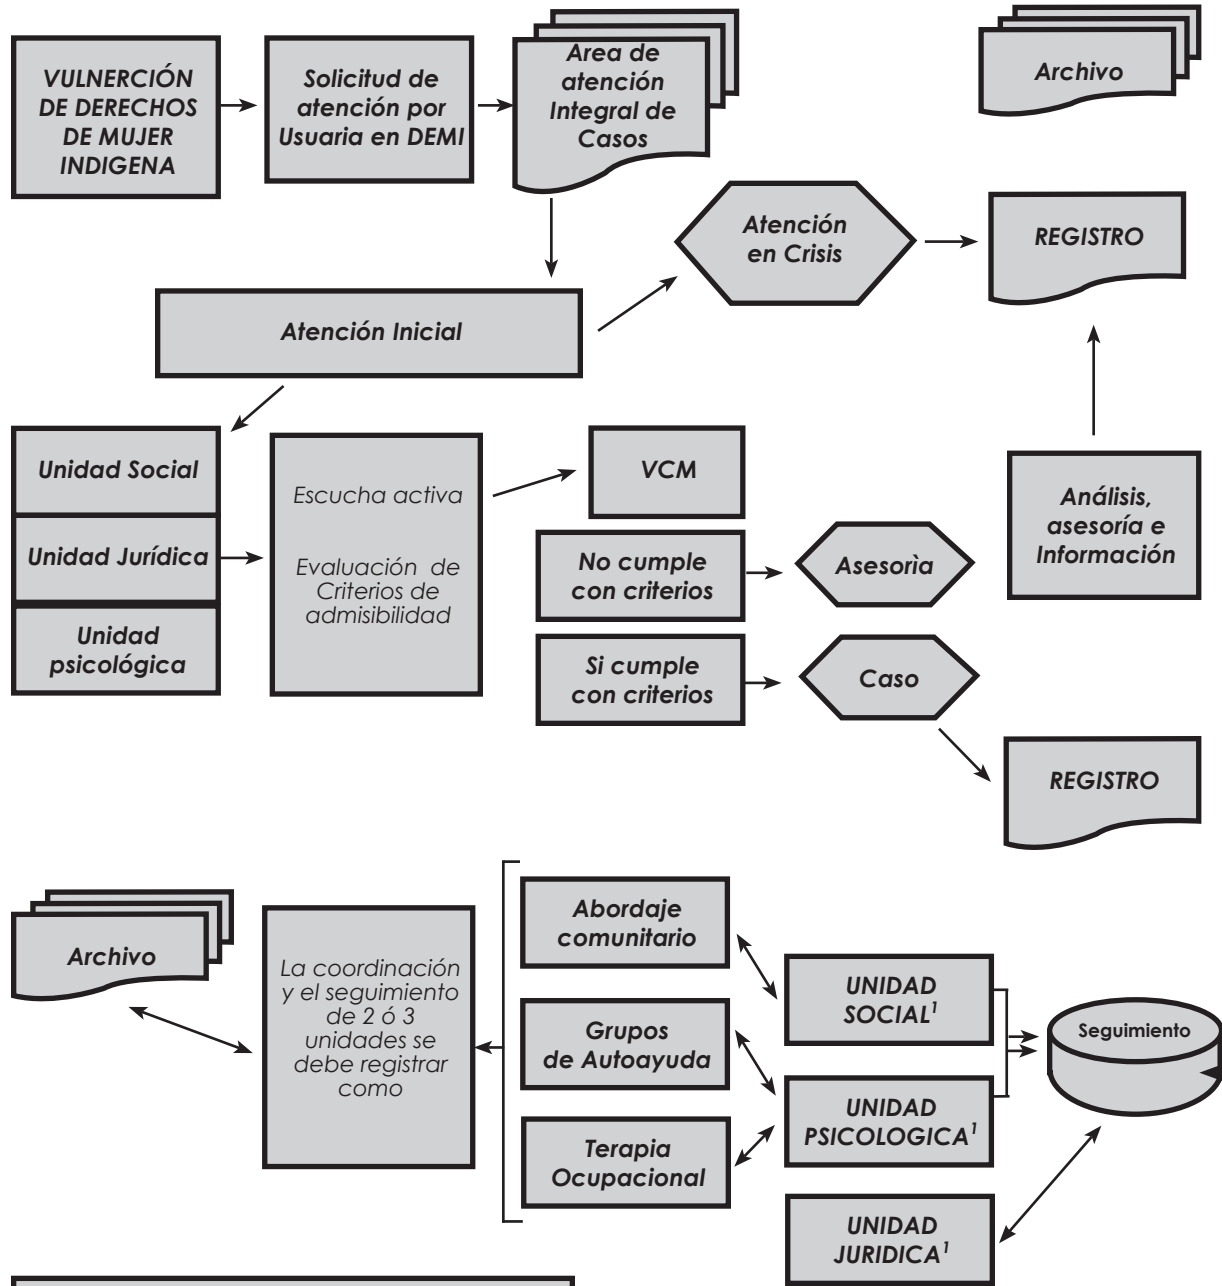 VULNERCIÓN
DE DERECHOS
DE MUJER
INDIGENA
Solicitud de
atención por
Usuaria en DEMI
Area de
atención
Integral de
Casos
Archivo
Atención
en Crisis
REGISTRO
Atención Inicial
Unidad Social
Unidad Jurídica
Unidad
psicológica
Escucha activa
Evaluación de
Criterios de
admisibilidad
VCM
No cumple
con criterios
Si cumple
con criterios
Asesorìa
Caso
Análisis,
asesoría e
Información
REGISTRO
Archivo
La coordinación
y el seguimiento
de 2 ó 3
unidades se
debe registrar
como
Abordaje
comunitario
Grupos
de Autoayuda
Terapia
Ocupacional
UNIDAD
SOCIAL¹
UNIDAD
PSICOLOGICA¹
UNIDAD
JURIDICA¹
Seguimiento